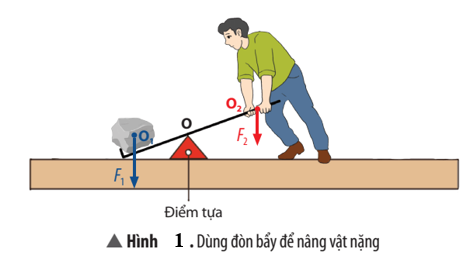 O₂
O
O₁
F₂
F₁
Điểm tựa
▲ Hình 1 . Dùng đòn bẩy để nâng vật nặng